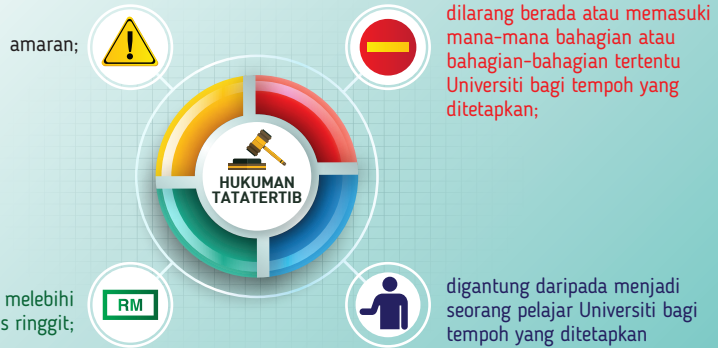 amaran;
dilarang berada atau memasuki
mana-mana bahagian atau
bahagian-bahagian tertentu
Universiti bagi tempoh yang
ditetapkan;
HUKUMAN
TATATERTIB
melebihi
s ringgit;
RM
digantung daripada menjadi
seorang pelajar Universiti bagi
tempoh yang ditetapkan